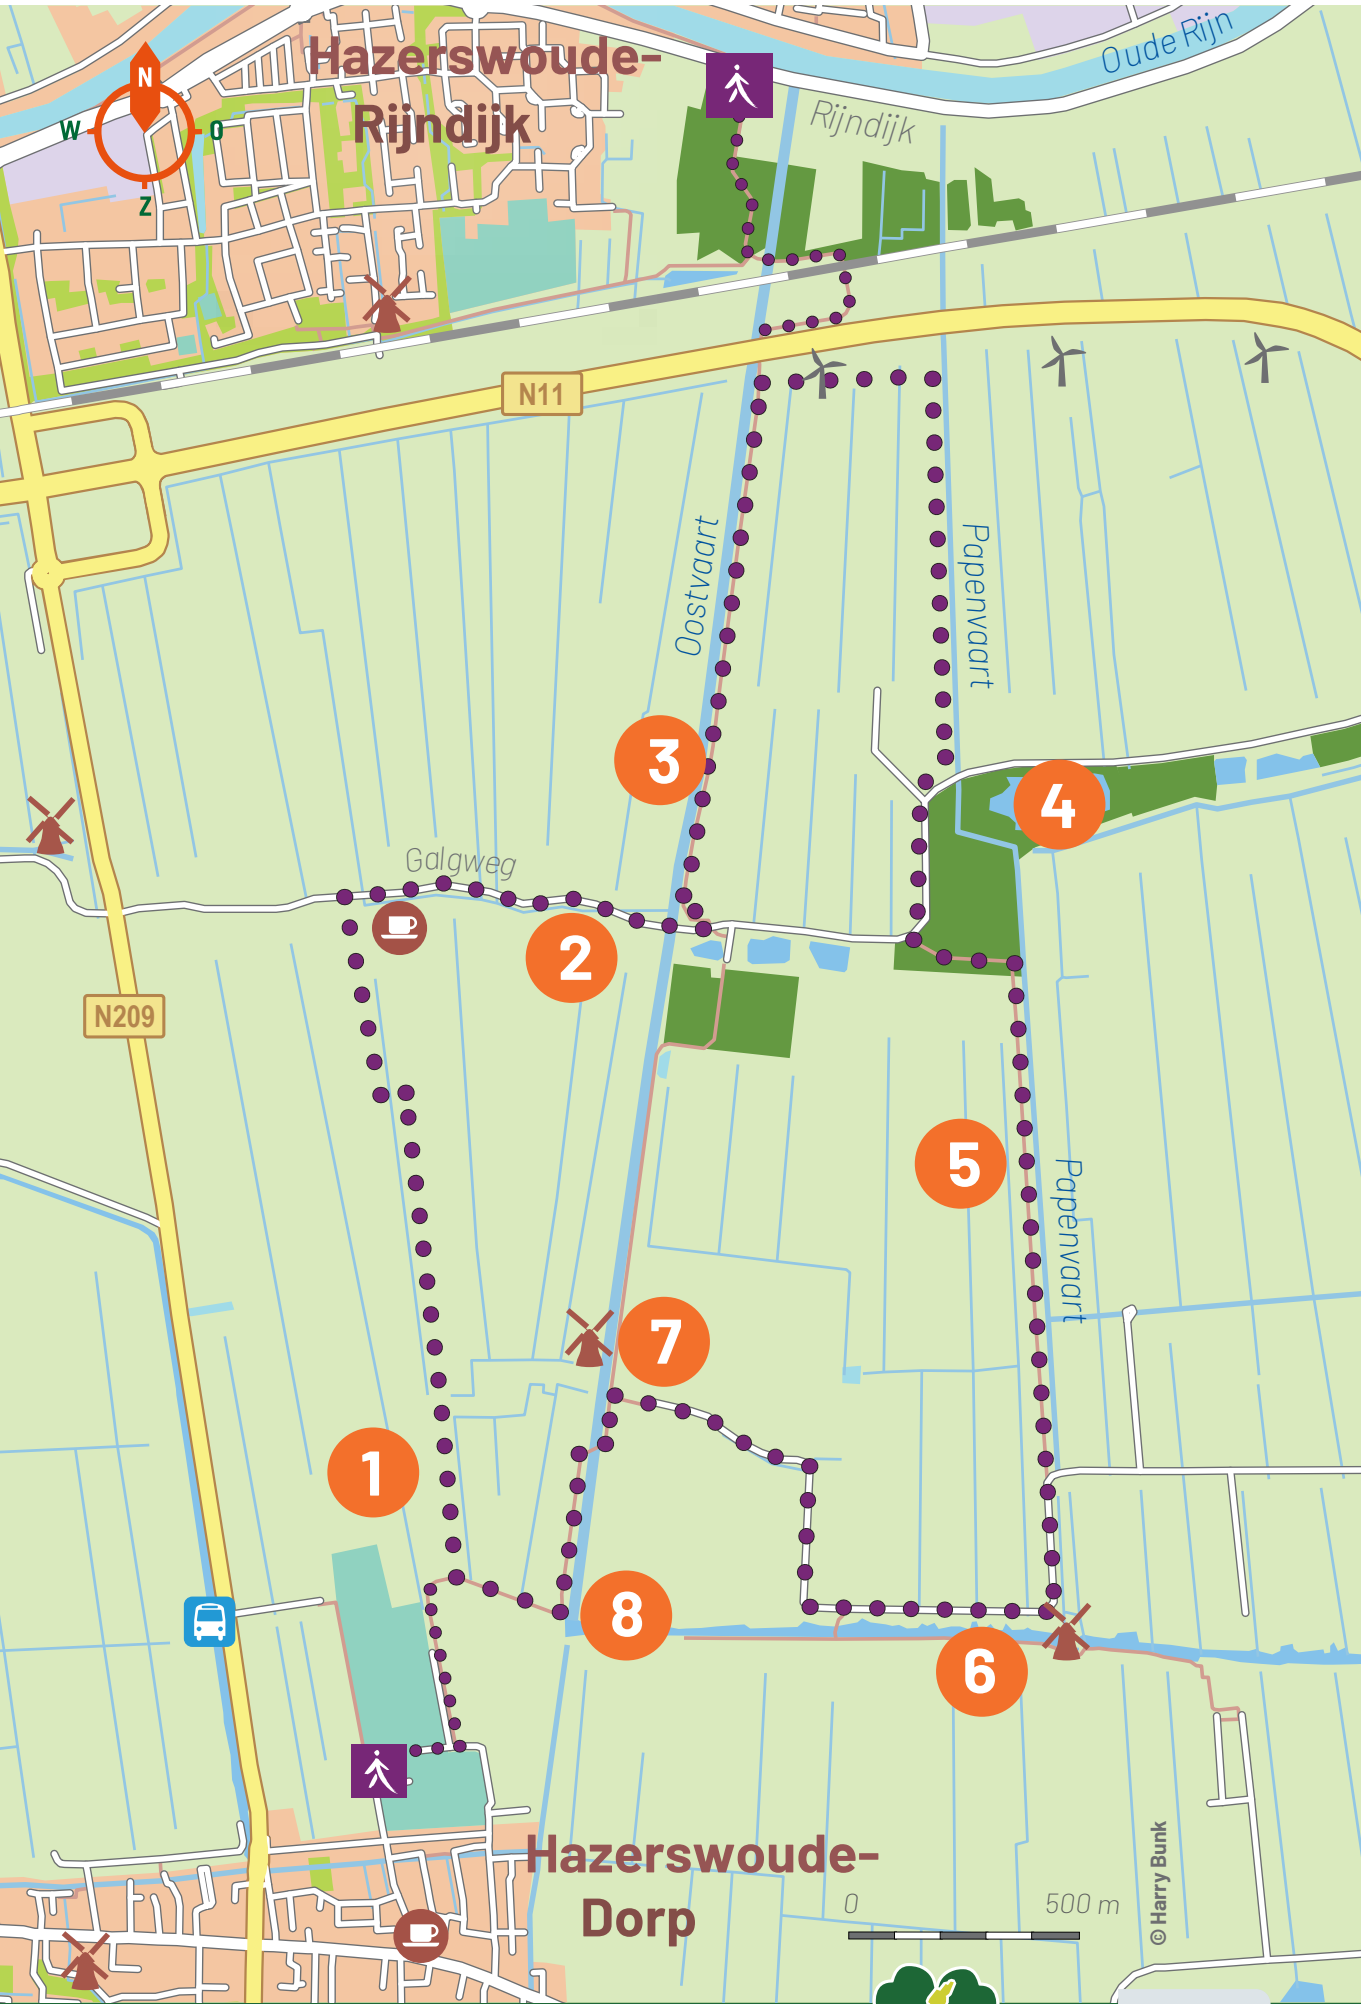 Oude Rijn
Hazerswoude-
Rijndijk
N
W
O
Z
Rijndijk
N11
Oostvaart
Papenvaart
3
4
Galgweg
2
N209
5
Papenvaart
7
1
8
6
Hazerswoude-
Dorp
0
500 m
© Harry Bunk